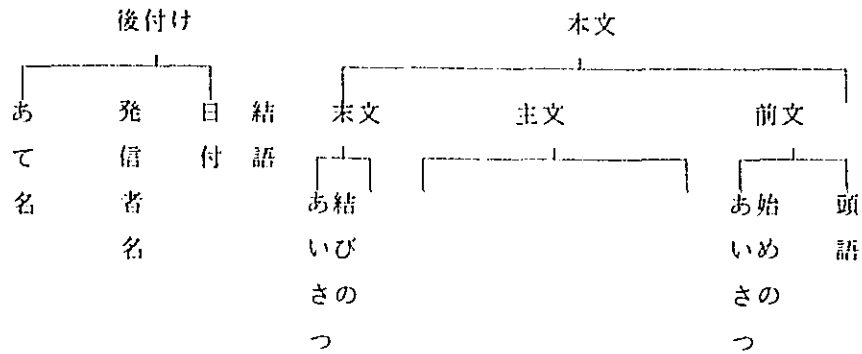 本文
前文
頭語
始めの
あいさつ
主文
末文
結びの
あいさつ
結語
後付け
日付
発信者名
あて名